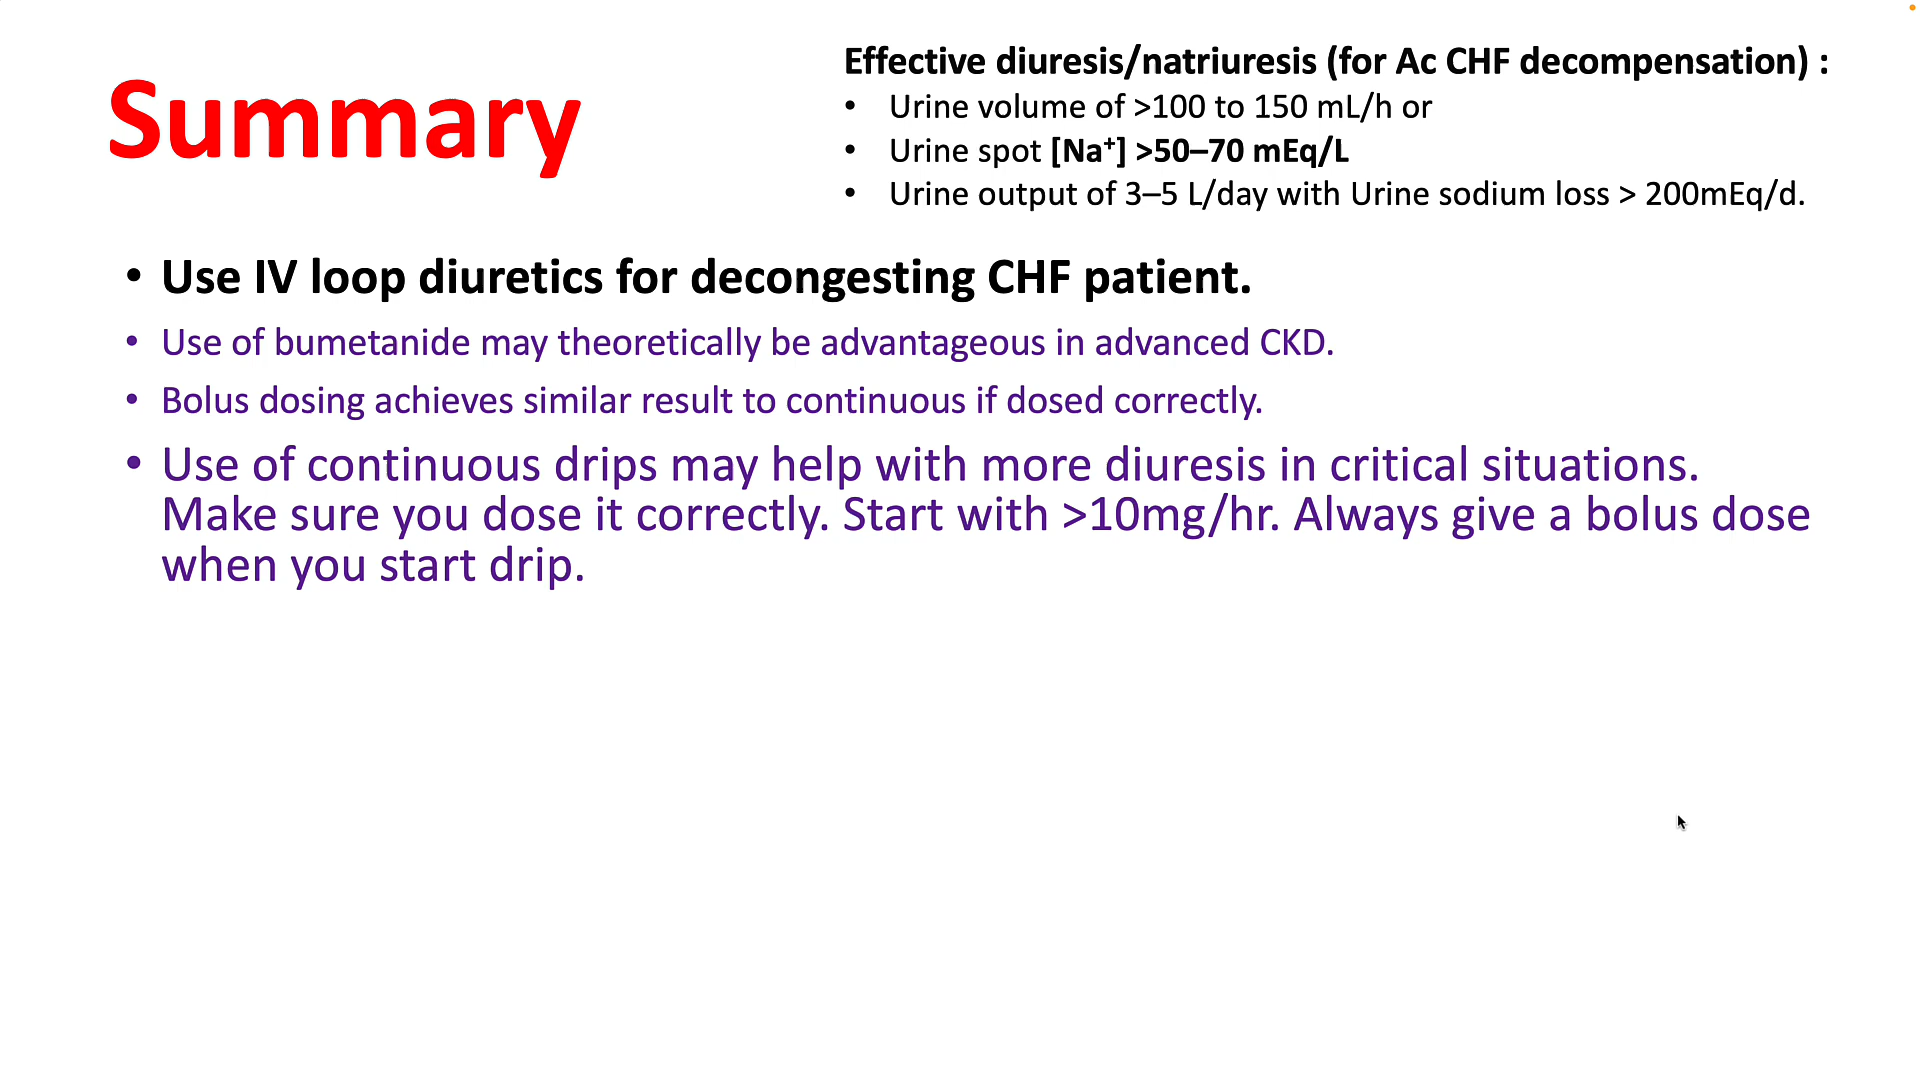 Summary
Effective diuresis/natriuresis (for Ac CHF decompensation) :
• Urine volume of >100 to 150 mL/h or
• Urine spot [Na⁺] >50–70 mEq/L
• Urine output of 3–5 L/day with Urine sodium loss > 200mEq/d.
• Use IV loop diuretics for decongesting CHF patient.
• Use of bumetanide may theoretically be advantageous in advanced CKD.
• Bolus dosing achieves similar result to continuous if dosed correctly.
• Use of continuous drips may help with more diuresis in critical situations.
Make sure you dose it correctly. Start with >10mg/hr. Always give a bolus dose
when you start drip.